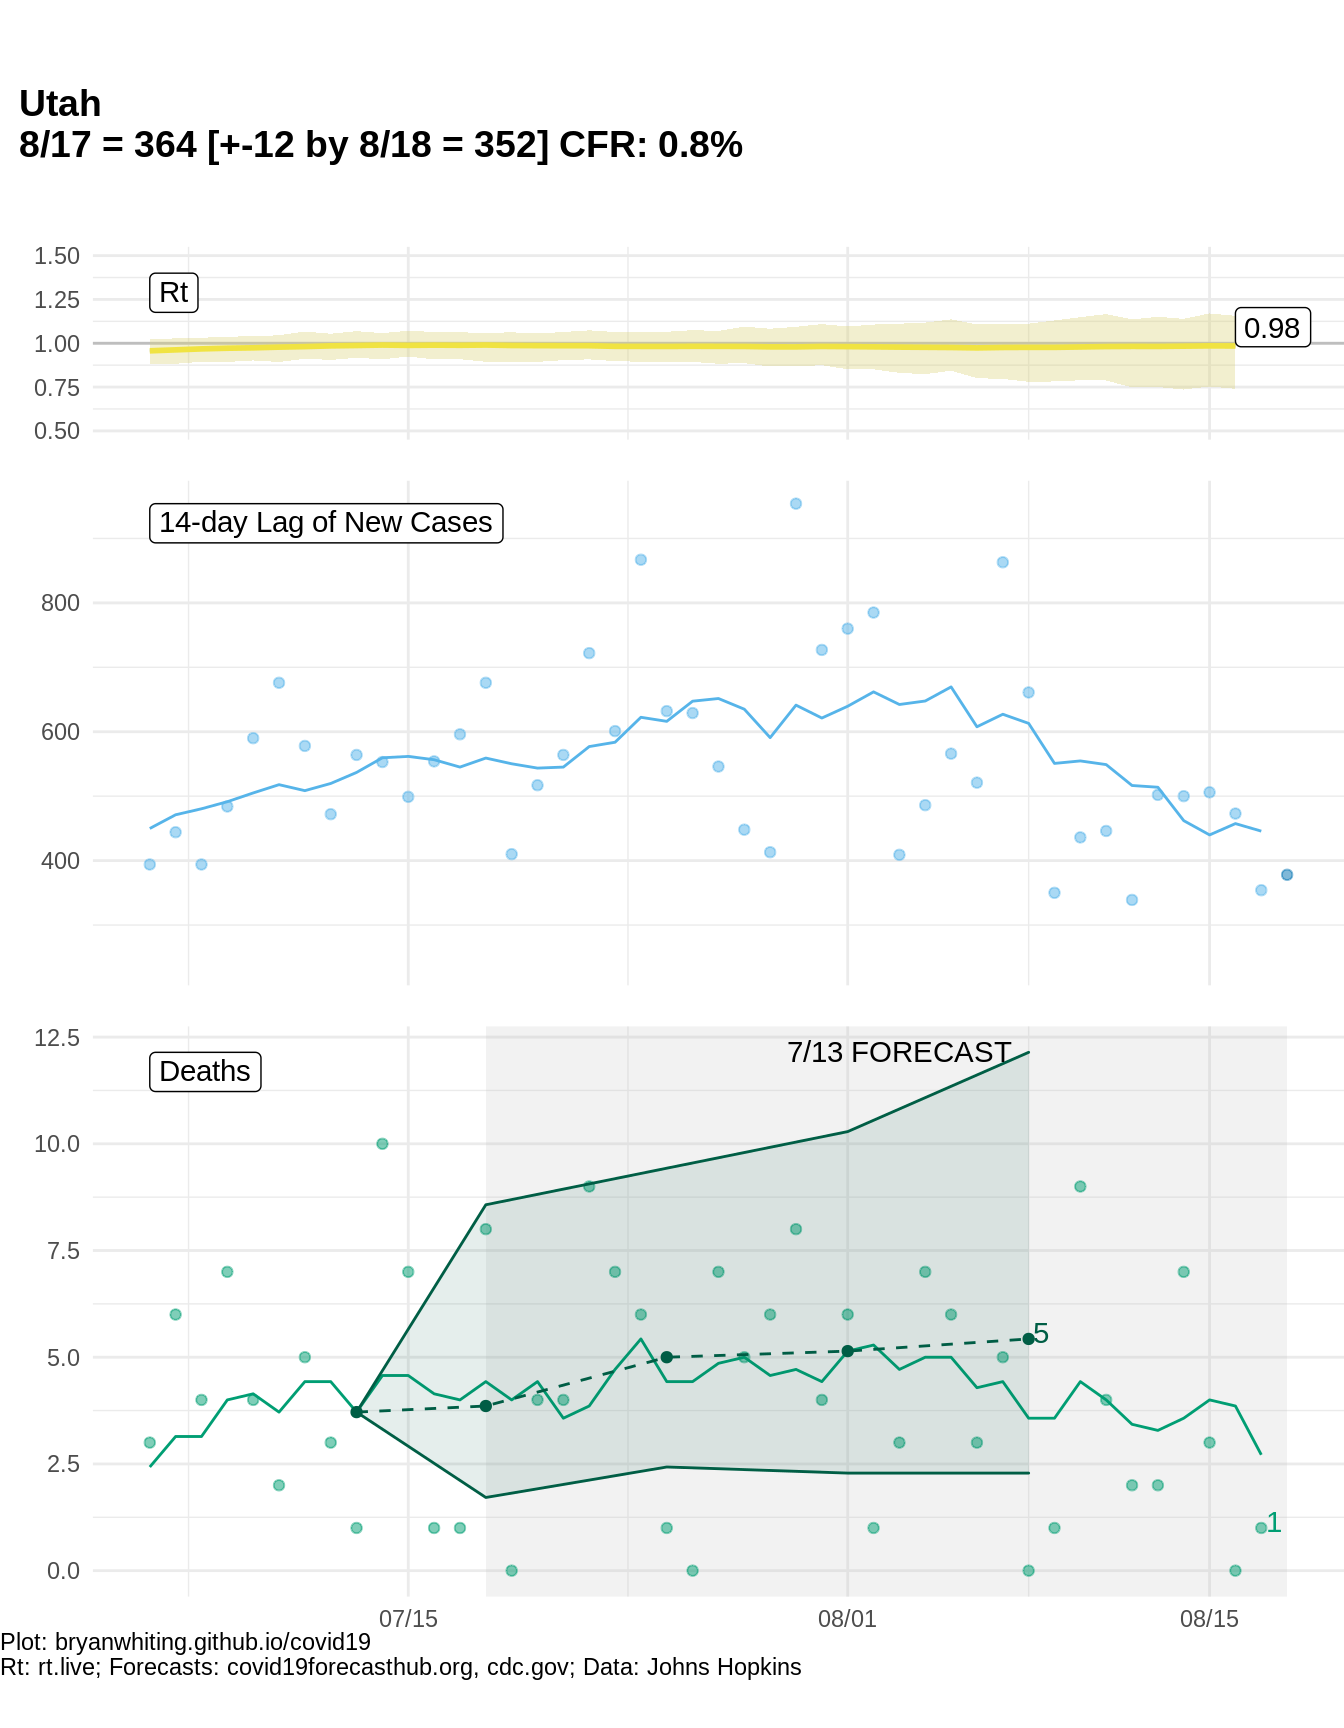 Utah
8/17 = 364 [+-12 by 8/18 = 352] CFR: 0.8%
1.50
Rt
1.25
0.98
1.00
0.75
0.50
14-day Lag of New Cases
800
600
400
12.5
7/13 FORECAST
Deaths
10.0
7.5
5
5.0
2.5
1
0.0
07/15 08/01 08/15
Plot: bryanwhiting.github.io/covid19
Rt: rt.live; Forecasts: covid19forecasthub.org, cdc.gov; Data: Johns Hopkins